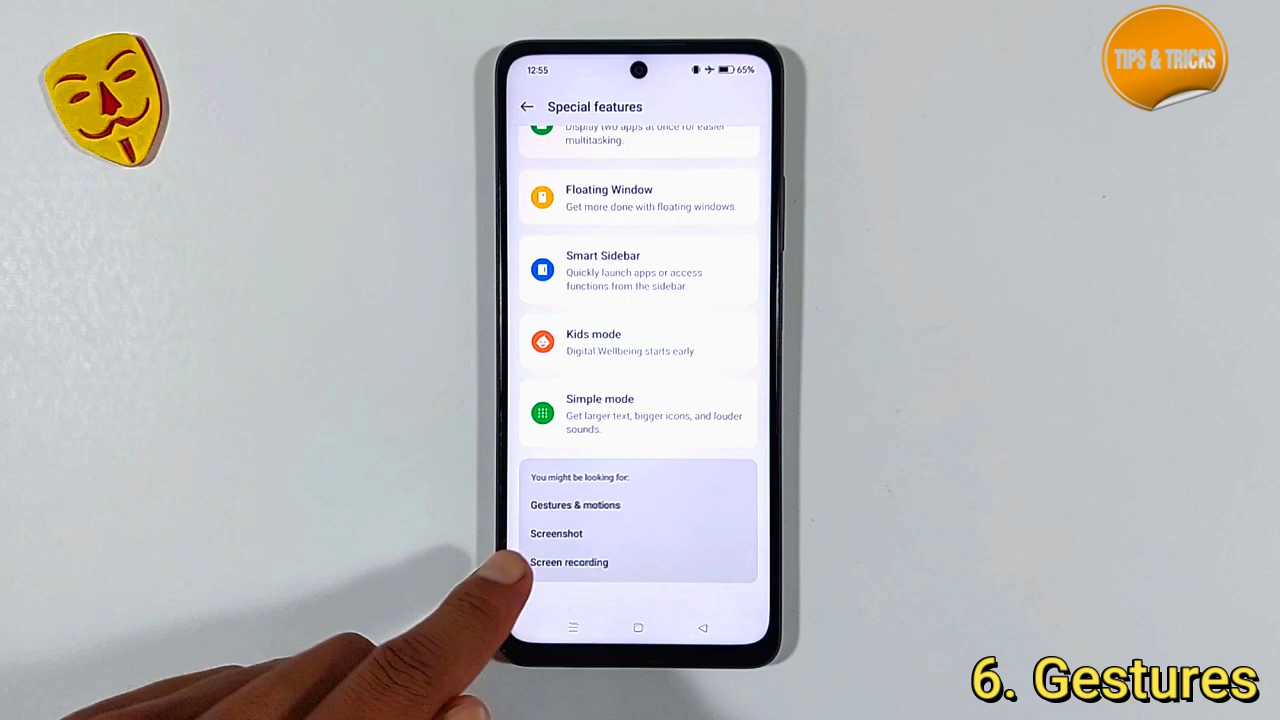 TIPS & TRICKS
12:55
65%
Special features
Display two apps at once for easier
multitasking.
Floating Window
Get more done with floating windows.
Smart Sidebar
Quickly launch apps or access
functions from the sidebar.
Kids mode
Digital Wellbeing starts early.
Simple mode
Get larger text, bigger icons, and louder
sounds.
You might be looking for:
Gestures & motions
Screenshot
Screen recording
6. Gestures